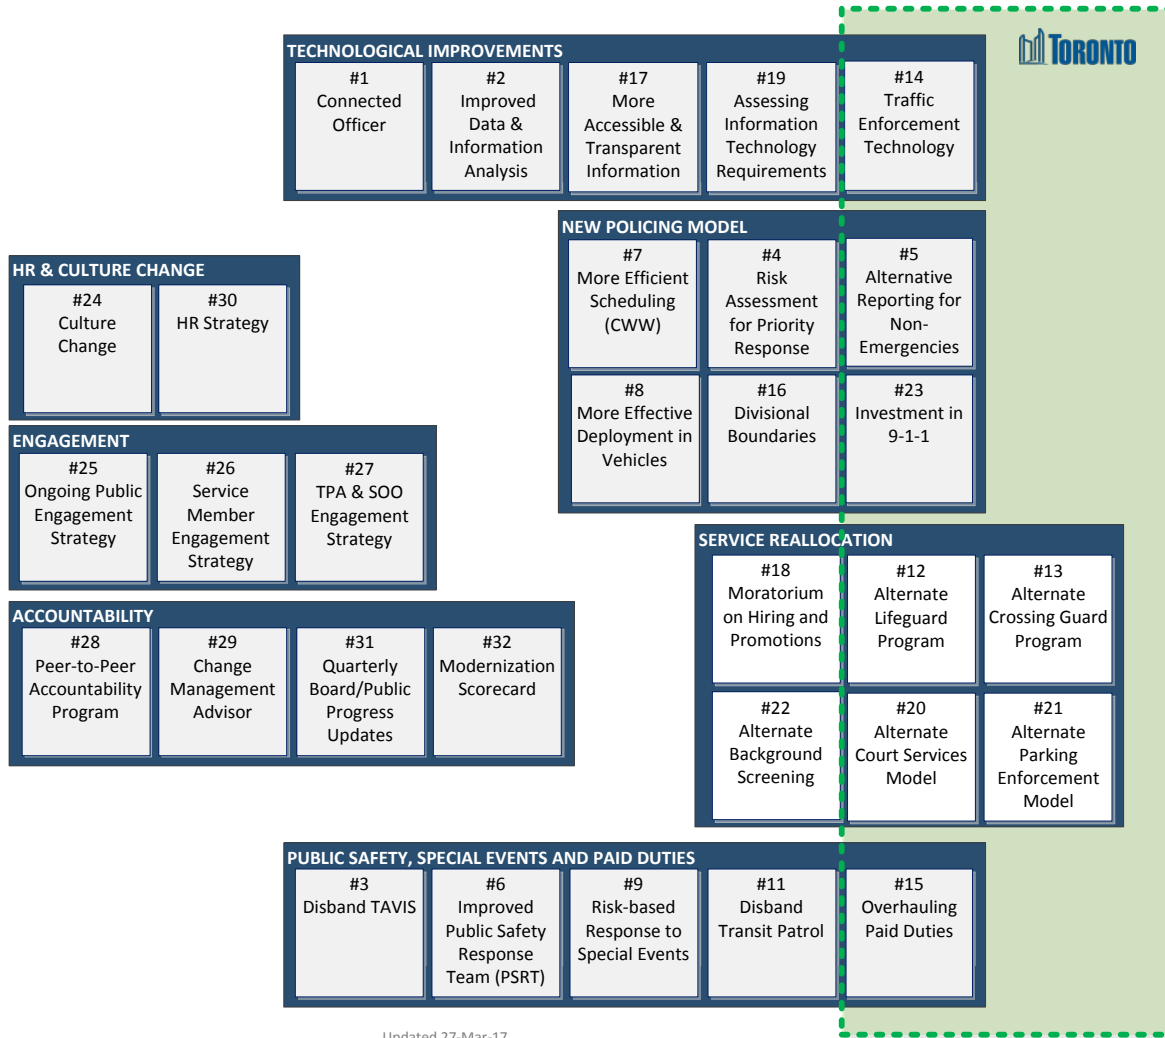 TORONTO
TECHNOLOGICAL IMPROVEMENTS
#1
Connected
Officer
#2
Improved
Data &
Information
Analysis
#17
More
Accessible &
Transparent
Information
#19
Assessing
Information
Technology
Requirements
#14
Traffic
Enforcement
Technology
NEW POLICING MODEL
#7
More Efficient
Scheduling
(CWW)
#4
Risk
Assessment
for Priority
Response
#5
Alternative
Reporting for
Non-
Emergencies
#8
More Effective
Deployment in
Vehicles
#16
Divisional
Boundaries
#23
Investment in
9-1-1
HR & CULTURE CHANGE
#24
Culture
Change
#30
HR Strategy
ENGAGEMENT
#25
Ongoing Public
Engagement
Strategy
#26
Service
Member
Engagement
Strategy
#27
TPA & SOO
Engagement
Strategy
SERVICE REALLOCATION
#18
Moratorium
on Hiring and
Promotions
#12
Alternate
Lifeguard
Program
#13
Alternate
Crossing Guard
Program
#22
Alternate
Background
Screening
#20
Alternate
Court Services
Model
#21
Alternate
Parking
Enforcement
Model
ACCOUNTABILITY
#28
Peer-to-Peer
Accountability
Program
#29
Change
Management
Advisor
#31
Quarterly
Board/Public
Progress
Updates
#32
Modernization
Scorecard
PUBLIC SAFETY, SPECIAL EVENTS AND PAID DUTIES
#3
Disband TAVIS
#6
Improved
Public Safety
Response
Team (PSRT)
#9
Risk-based
Response to
Special Events
#11
Disband
Transit Patrol
#15
Overhauling
Paid Duties
Updated 27-Mar-17